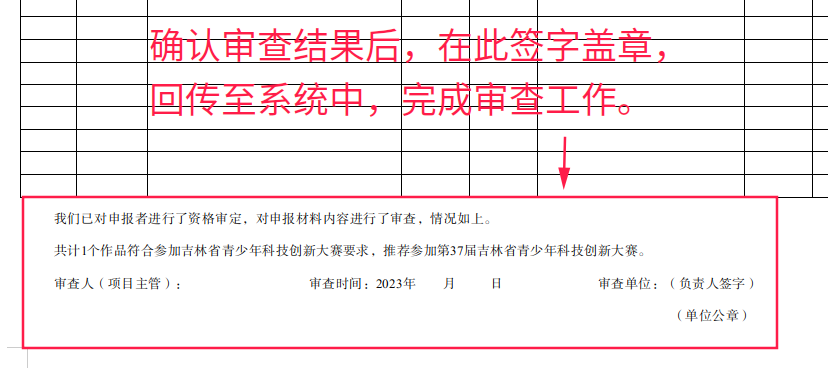 确认审查结果后，在此签字盖章，
回传至系统中，完成审查工作。
我们已对申报者进行了资格审定，对申报材料内容进行了审查，情况如上。
共计1个作品符合参加吉林省青少年科技创新大赛要求，推荐参加第37届吉林省青少年科技创新大赛。
审查人（项目主管）： 审查时间：2023年 月 日 审查单位：（负责人签字）
（单位公章）